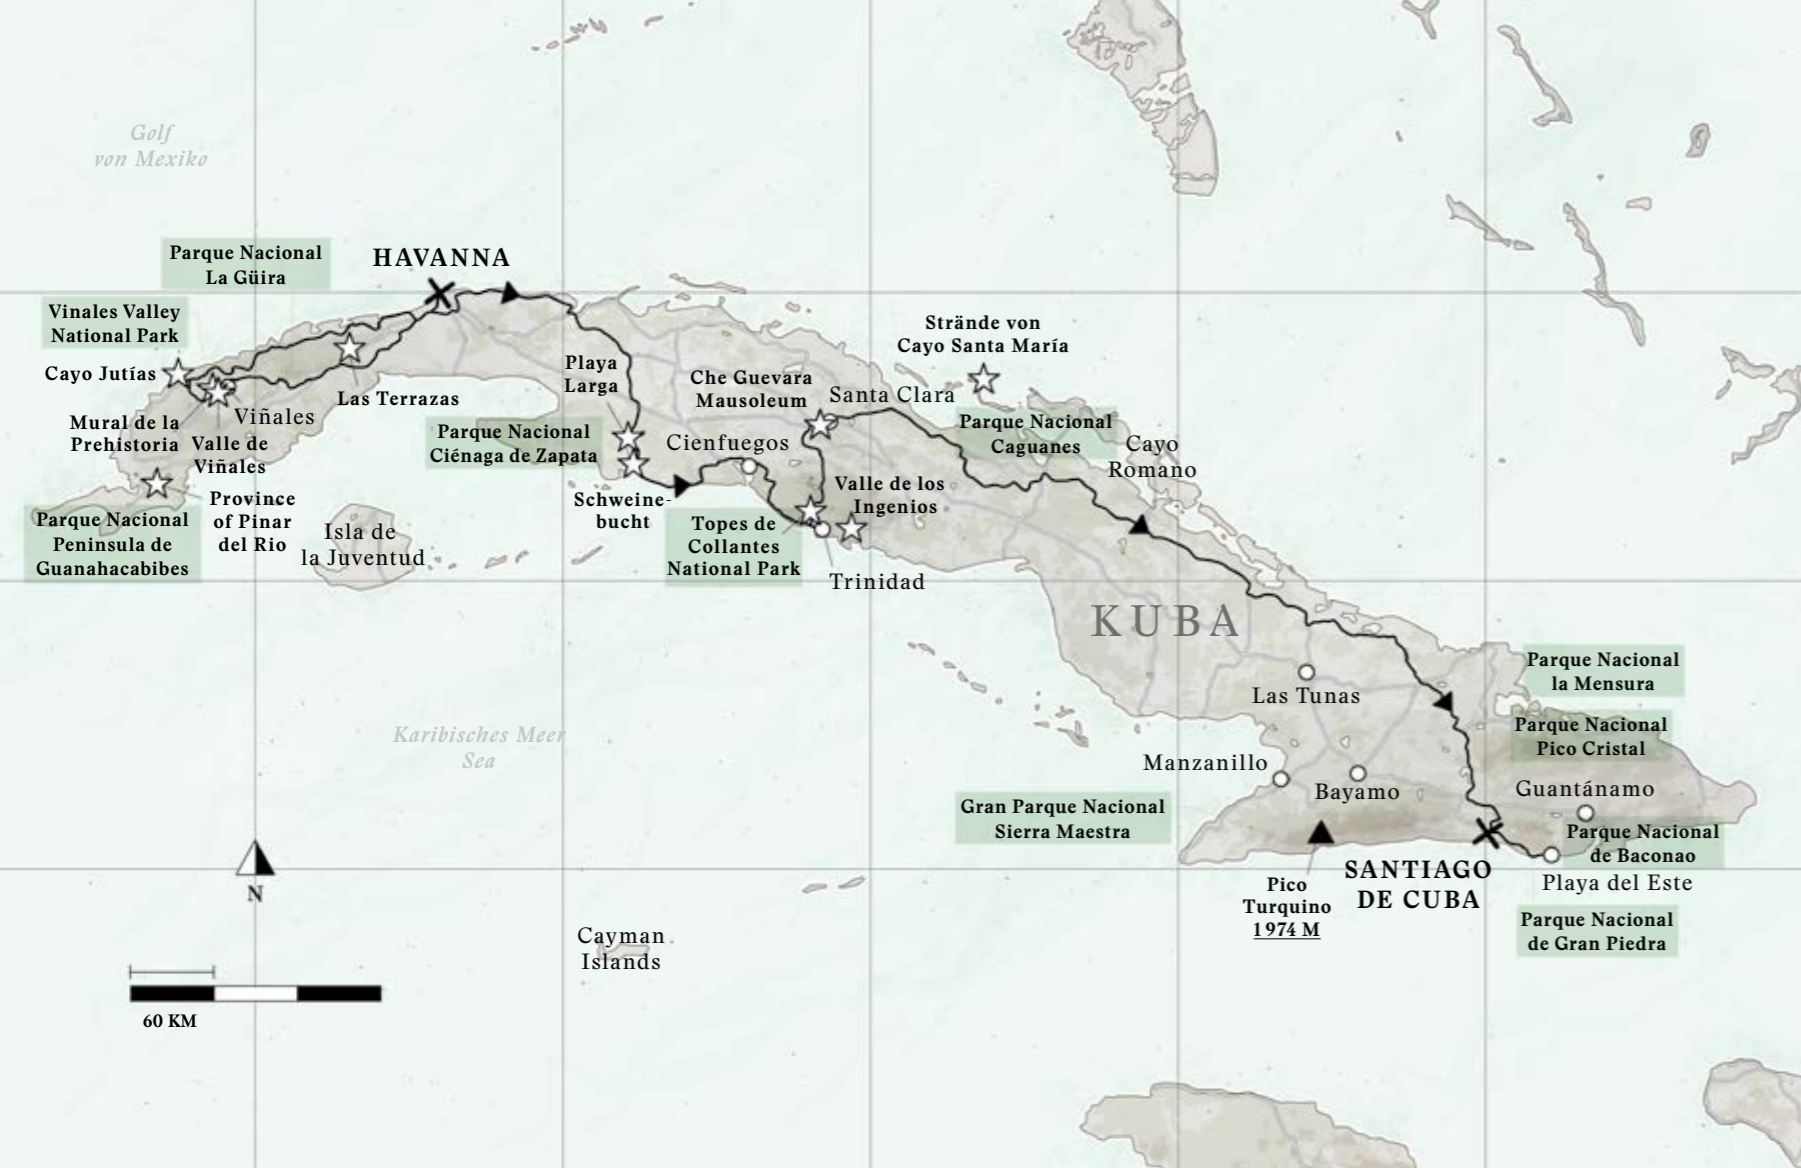 Golf
von Mexiko
Parque Nacional
La Güira
HAVANNA
Vinales Valley
National Park
Cayo Jutías
Mural de la
Prehistoria
Viñales
Valle de
Viñales
Las Terrazas
Province
of Pinar
del Rio
Parque Nacional
Peninsula de
Guanahacabibes
Isla de
la Juventud
Playa
Larga
Parque Nacional
Ciénaga de Zapata
Schweine-
bucht
Cienfuegos
Che Guevara
Mausoleum
Santa Clara
Strände von
Cayo Santa María
Parque Nacional
Caguanes
Cayo
Romano
Valle de los
Ingenios
Topes de
Collantes
National Park
Trinidad
KUBA
Las Tunas
Parque Nacional
la Mensura
Parque Nacional
Pico Cristal
Manzanillo
Bayamo
Guantánamo
Gran Parque Nacional
Sierra Maestra
Parque Nacional
de Baconao
SANTIAGO
DE CUBA
Pico
Turquino
1974 M
Playa del Este
Parque Nacional
de Gran Piedra
Karibisches Meer
Sea
Cayman
Islands
N
60 KM